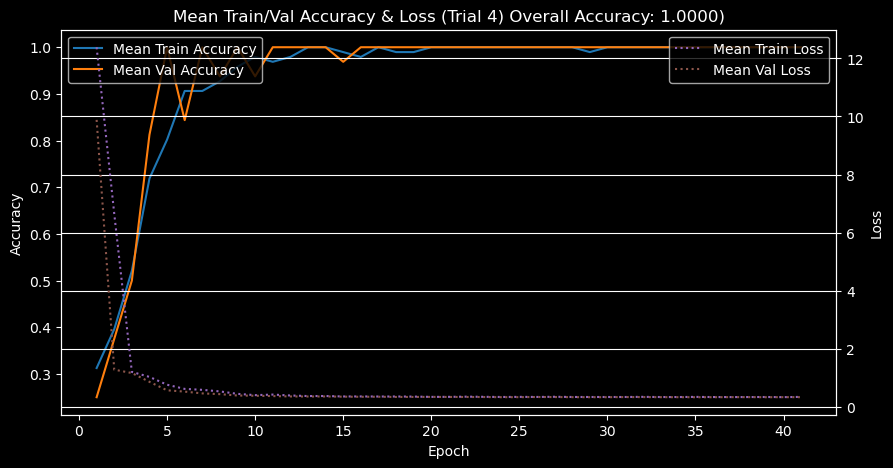 Mean Train/Val Accuracy & Loss (Trial 4) Overall Accuracy: 1.0000)
Mean Train Accuracy
Mean Val Accuracy
Mean Train Loss
Mean Val Loss
1.0
0.9
0.8
0.7
0.6
0.5
0.4
0.3
Accuracy
12
10
8
6
4
2
0
Loss
0 5 10 15 20 25 30 35 40
Epoch